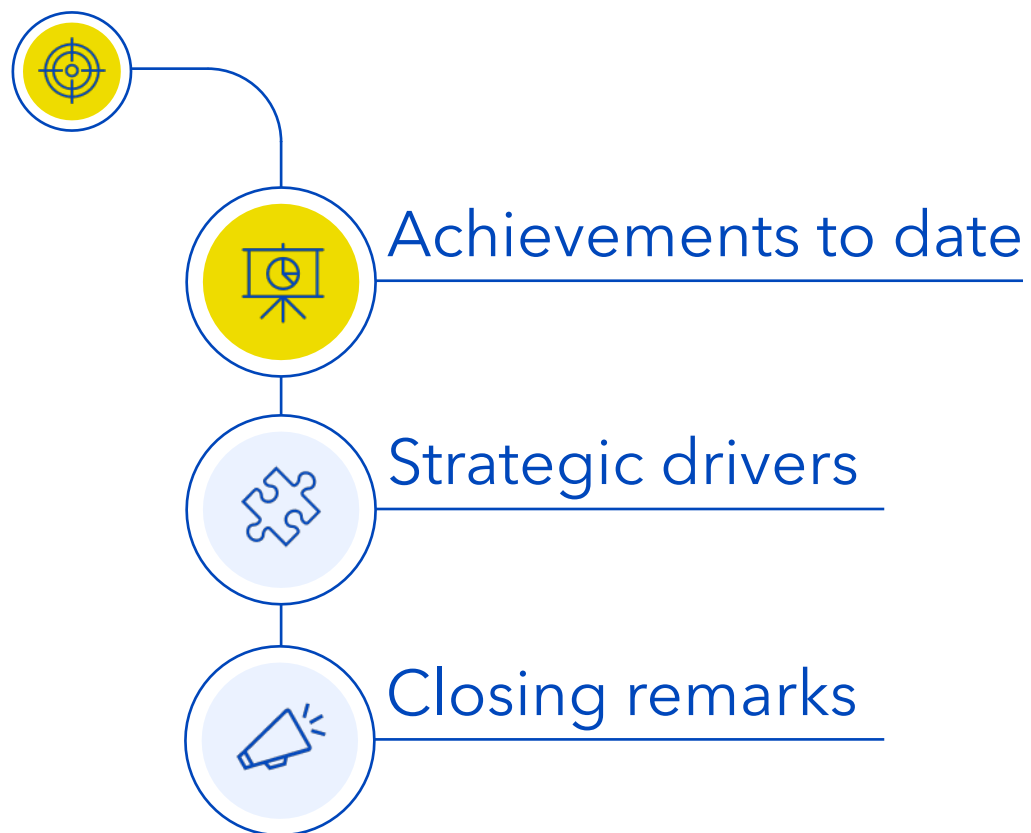 Achievements to date
Strategic drivers
Closing remarks